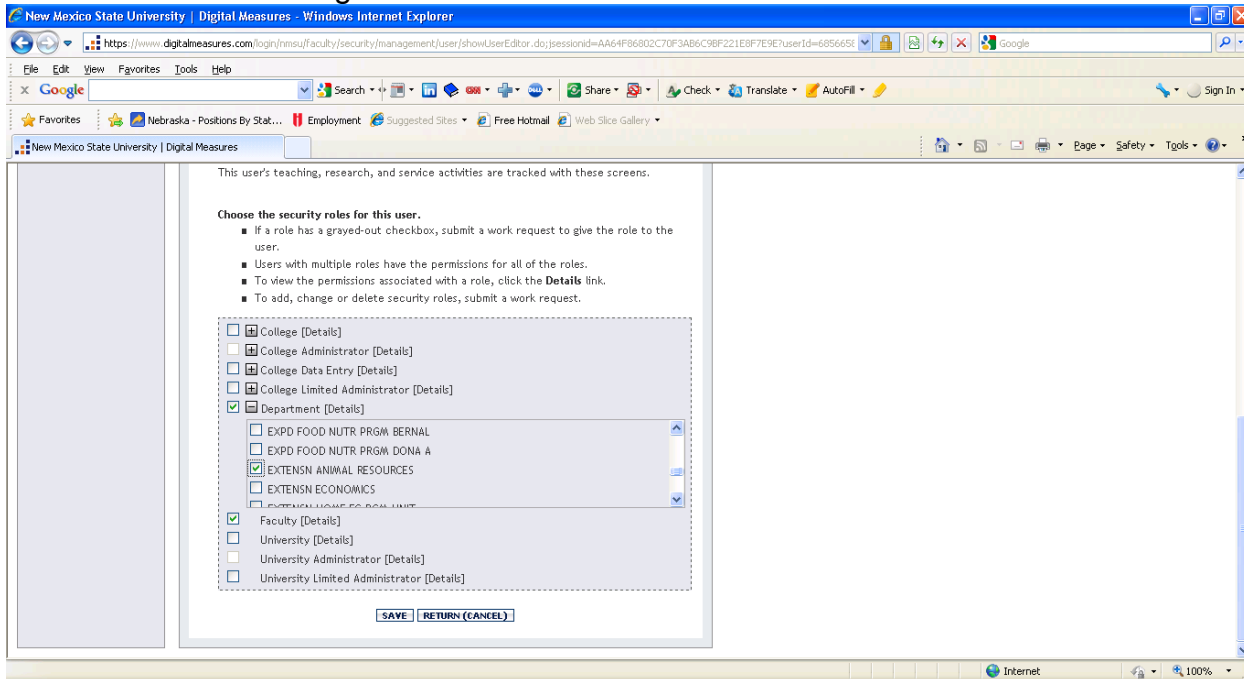 New Mexico State University | Digital Measures - Windows Internet Explorer
https://www.digitalmeasures.com/login/nmsu/faculty/security/management/user/showUserEditor.do;jsessionid=AA64F86802C70F3AB6C9BF221E8F7E9E?userId=685665
Google
File Edit View Favorites Tools Help
x Google Search Share Check Translate AutoFill Sign In
Favorites Nebraska - Positions By Stat... Employment Suggested Sites Free Hotmail Web Slice Gallery
New Mexico State University | Digital Measures Page Safety Tools
This user's teaching, research, and service activities are tracked with these screens.
Choose the security roles for this user.
If a role has a grayed-out checkbox, submit a work request to give the role to the
user.
Users with multiple roles have the permissions for all of the roles.
To view the permissions associated with a role, click the Details link.
To add, change or delete security roles, submit a work request.
College [Details]
College Administrator [Details]
College Data Entry [Details]
College Limited Administrator [Details]
Department [Details]
EXPD FOOD NUTR PRGM BERNAL
EXPD FOOD NUTR PRGM DONA A
EXTENSN ANIMAL RESOURCES
EXTENSN ECONOMICS
EXTENSN HOME EC PGM UNIT
Faculty [Details]
University [Details]
University Administrator [Details]
University Limited Administrator [Details]
SAVE RETURN (CANCEL)
Internet 100%